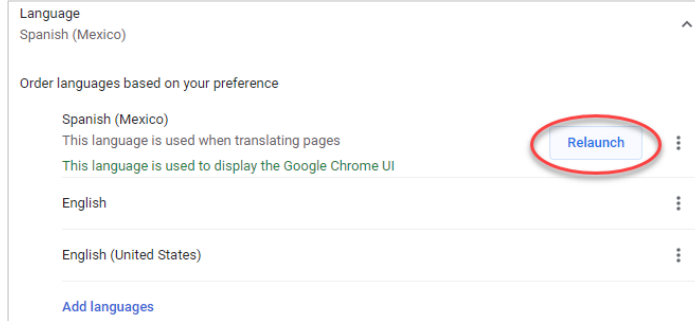 Language
Spanish (Mexico)
Order languages based on your preference
Spanish (Mexico)
This language is used when translating pages
Relaunch
This language is used to display the Google Chrome UI
English
English (United States)
Add languages